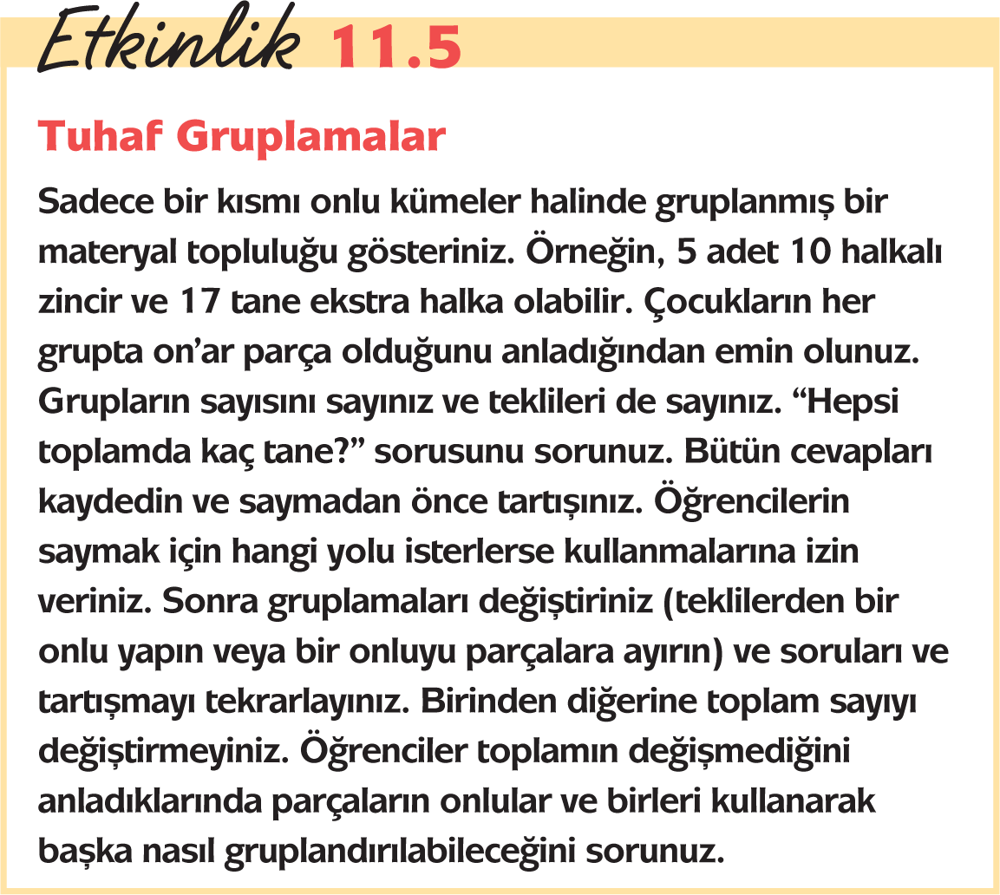 Etkinlik 11.5
Tuhaf Gruplamalar
Sadece bir kısmı onlu kümeler halinde gruplanmış bir
materyal topluluğu gösteriniz. Örneğin, 5 adet 10 halkalı
zincir ve 17 tane ekstra halka olabilir. Çocukların her
grupta on’ar parça olduğunu anladığından emin olunuz.
Grupların sayısını sayınız ve teklileri de sayınız. “Hepsi
toplamda kaç tane?” sorusunu sorunuz. Bütün cevapları
kaydedin ve saymadan önce tartışınız. Öğrencilerin
saymak için hangi yolu isterlerse kullanmalarına izin
veriniz. Sonra gruplamaları değiştiriniz (teklilerden bir
onlu yapın veya bir onluyu parçalara ayırın) ve soruları ve
tartışmayı tekrarlayınız. Birinden diğerine toplam sayıyı
değiştirmeyiniz. Öğrenciler toplamın değişmediğini
anladıklarında parçaların onlular ve birleri kullanarak
başka nasıl gruplandırılabileceğini sorunuz.